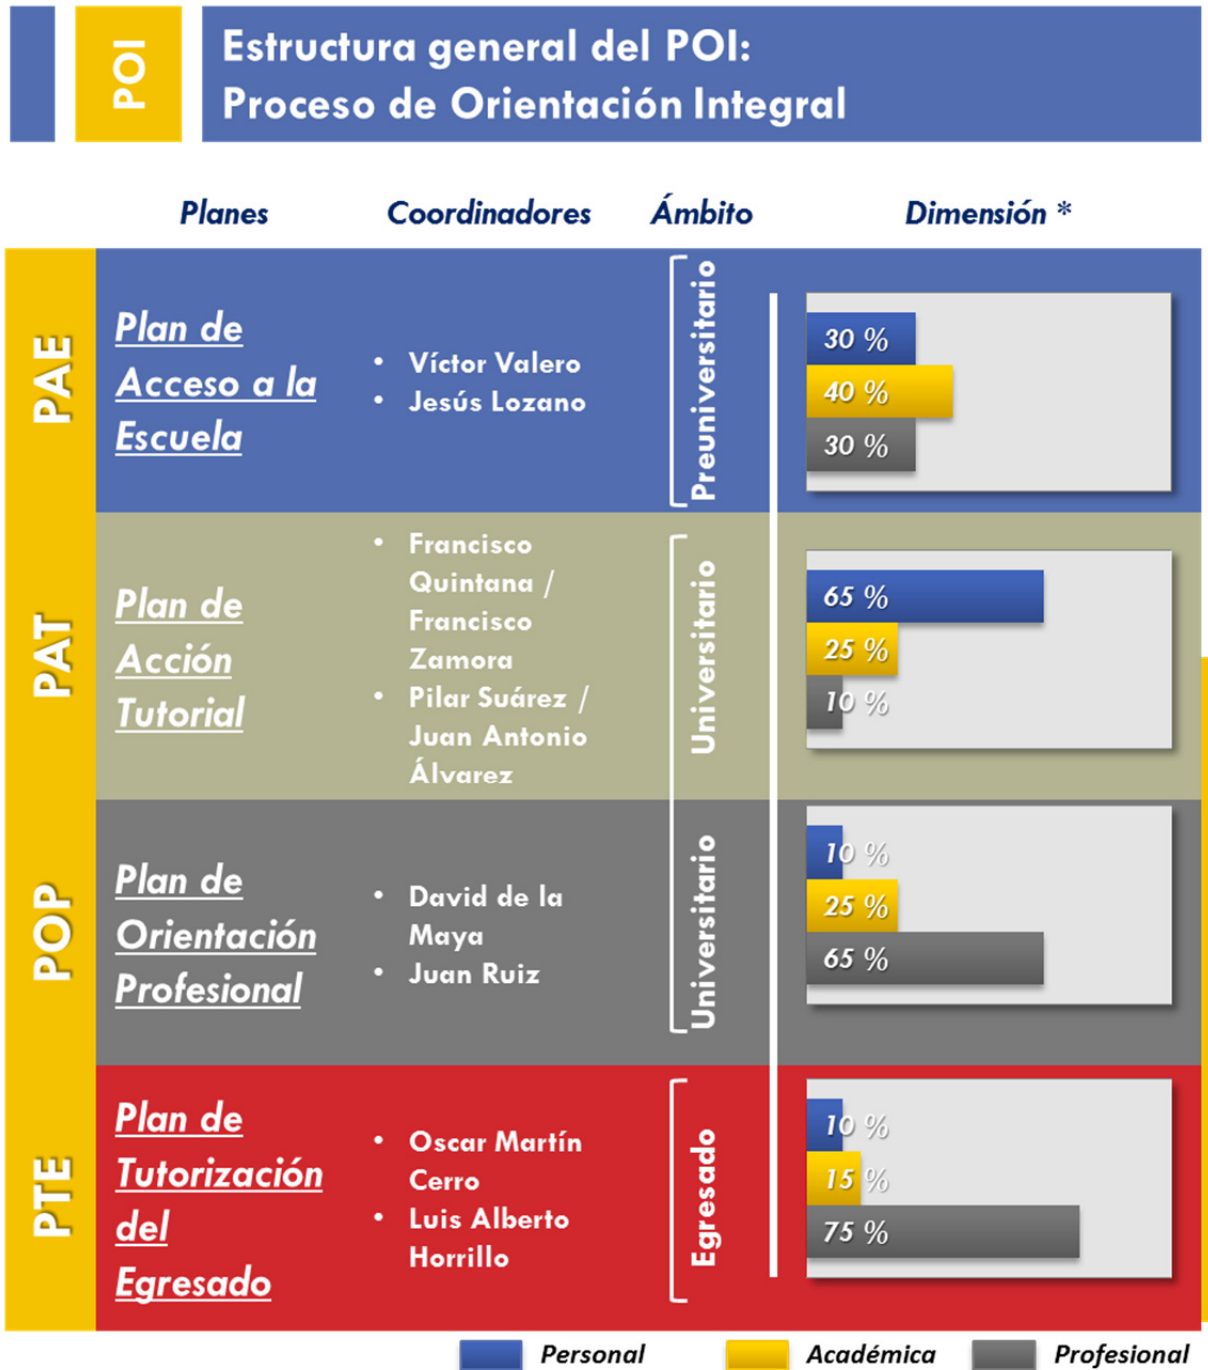 POI
Estructura general del POI:
Proceso de Orientación Integral
Planes
Coordinadores
Ámbito
Dimensión *
PAE
Plan de
Acceso a la
Escuela
• Víctor Valero
• Jesús Lozano
Preuniversitario
30 %
40 %
30 %
PAT
Plan de
Acción
Tutorial
• Francisco
Quintana /
Francisco
Zamora
• Pilar Suárez /
Juan Antonio
Álvarez
Universitario
65 %
25 %
10 %
POP
Plan de
Orientación
Profesional
• David de la
Maya
• Juan Ruiz
Universitario
10 %
25 %
65 %
PTE
Plan de
Tutorización
del
Egresado
• Oscar Martín
Cerro
• Luis Alberto
Horrillo
Egresado
10 %
15 %
75 %
Personal
Académica
Profesional